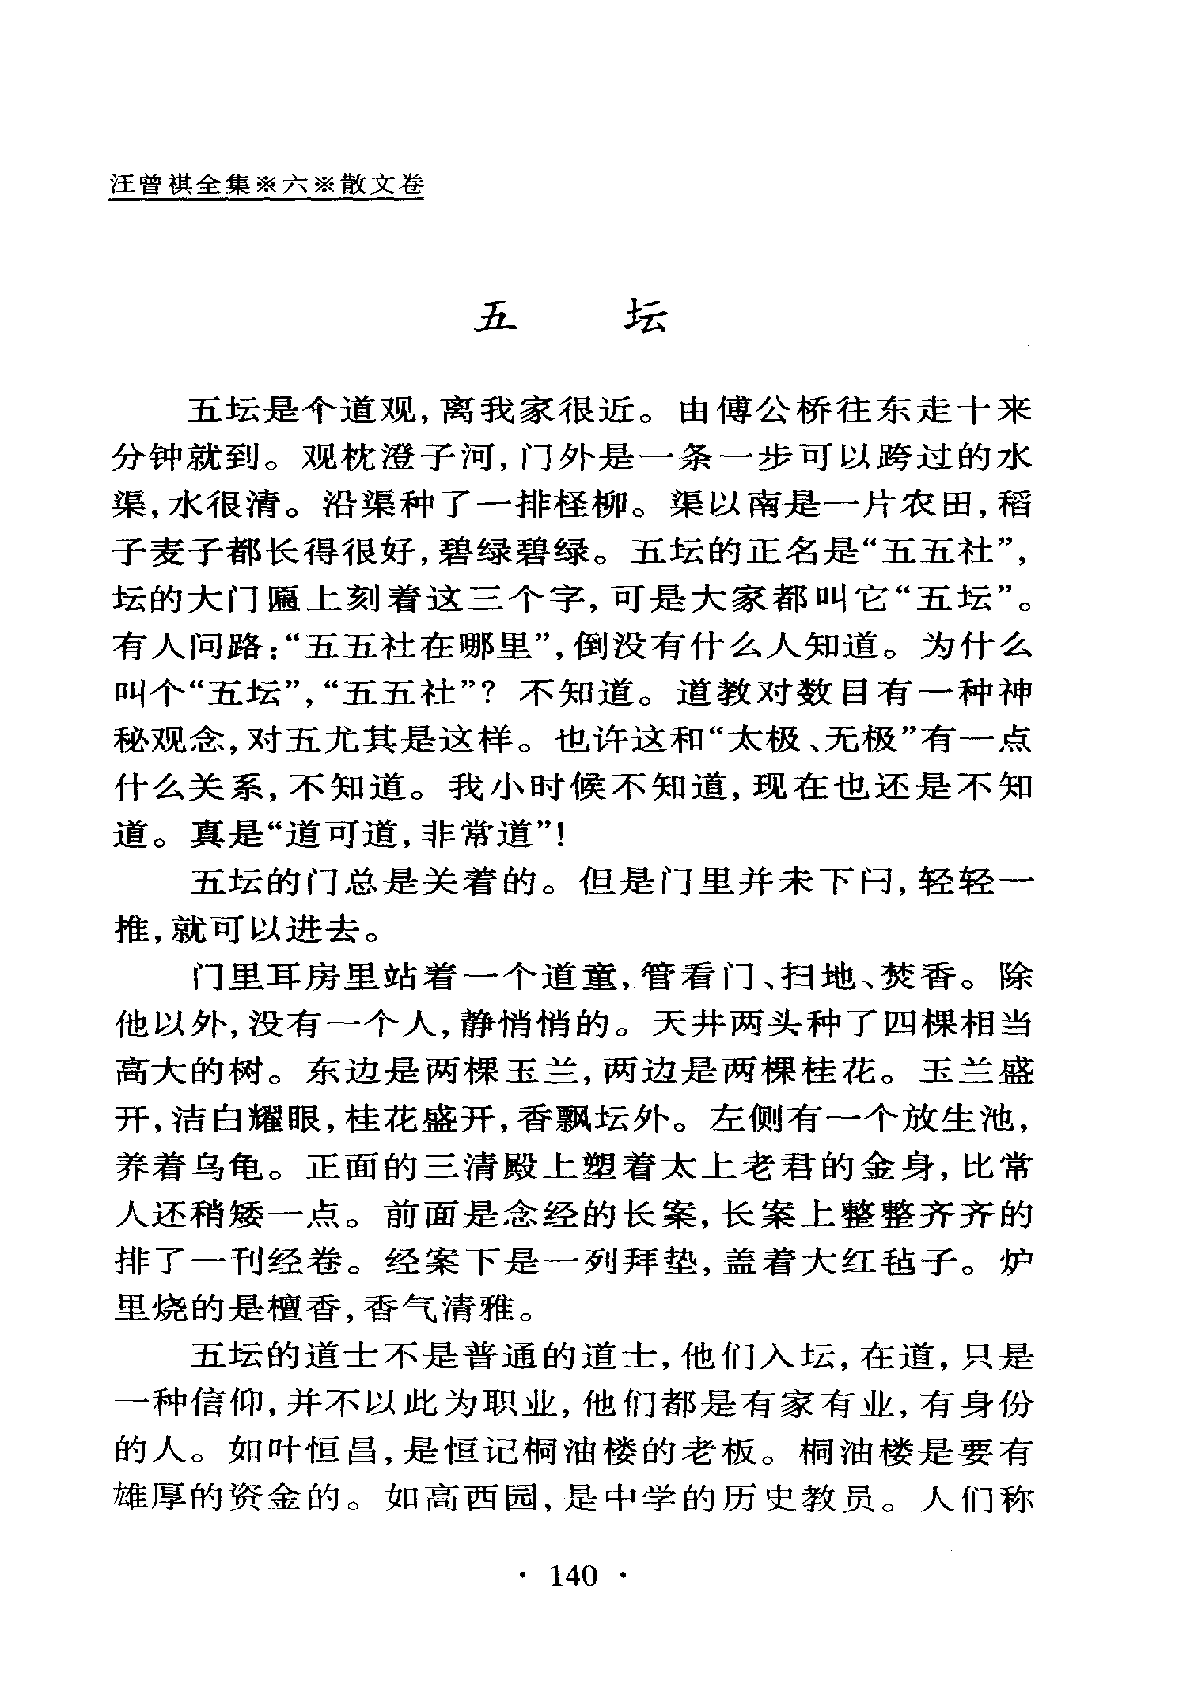 汪曾祺全集※六※散文卷
五 坛
五坛是个道观,离我家很近。由傅公桥往东走十来
分钟就到。观枕澄子河,门外是一条一步可以跨过的水
渠,水很清。沿渠种了一排柽柳。渠以南是一片农田,稻
子麦子都长得很好,碧绿碧绿。五坛的正名是“五五社”,
坛的大门匾上刻着这三个字,可是大家都叫它“五坛”。
有人问路:“五五社在哪里”,倒没有什么人知道。为什么
叫个“五坛”,“五五社”?不知道。道教对数目有一种神
秘观念,对五尤其是这样。也许这和“太极、无极”有一点
什么关系,不知道。我小时候不知道,现在也还是不知
道。真是“道可道,非常道”!
五坛的门总是关着的。但是门里并未下闩,轻轻一
推,就可以进去。
门里耳房里站着一个道童,管看门、扫地、焚香。除
他以外,没有一个人,静悄悄的。天井两头种了四棵相当
高大的树。东边是两棵玉兰,两边是两棵桂花。玉兰盛
开,洁白耀眼,桂花盛开,香飘坛外。左侧有一个放生池,
养着乌龟。正面的三清殿上塑着太上老君的金身,比常
人还稍矮一点。前面是念经的长案,长案上整整齐齐的
排了一刊经卷。经案下是一列拜垫,盖着大红毡子。炉
里烧的是檀香,香气清雅。
五坛的道士不是普通的道士,他们入坛,在道,只是
一种信仰,并不以此为职业,他们都是有家有业,有身份
的人。如叶恒昌,是恒记桐油楼的老板。桐油楼是要有
雄厚的资金的。如高西园,是中学的历史教员。人们称
· 140 ·